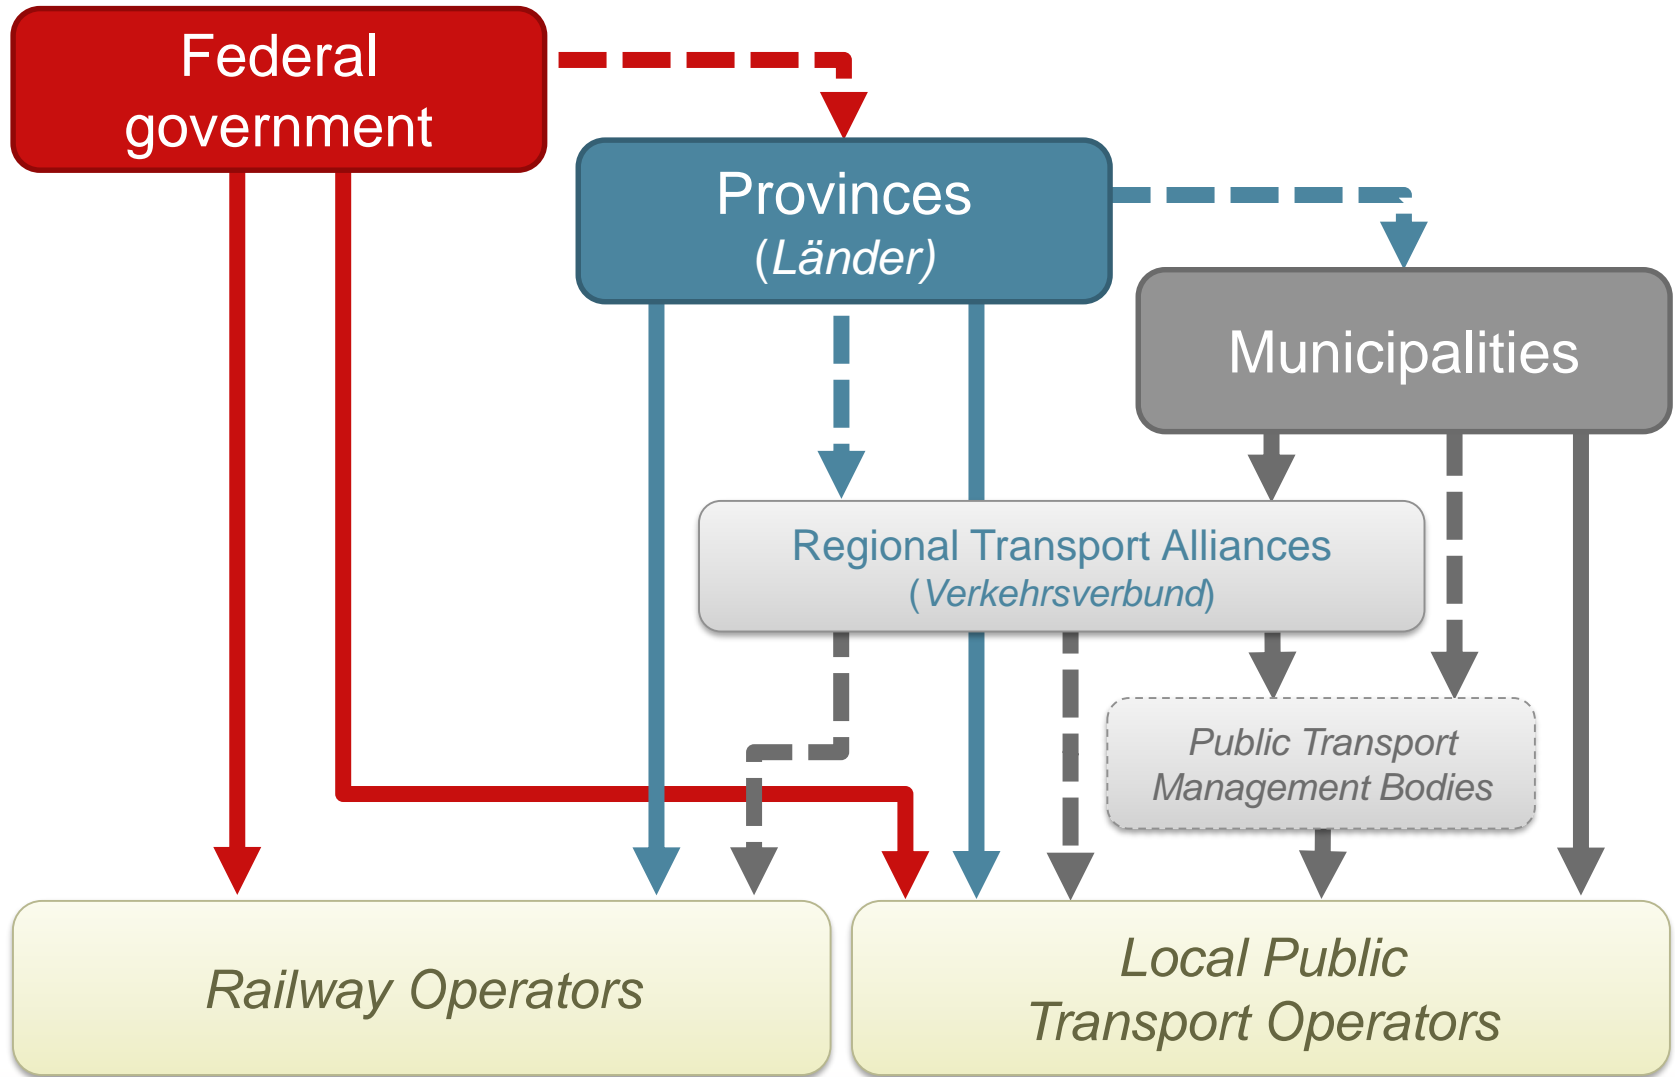 Federal
government
Provinces
(Länder)
Municipalities
Regional Transport Alliances
(Verkehrsverbund)
Public Transport
Management Bodies
Railway Operators
Local Public
Transport Operators